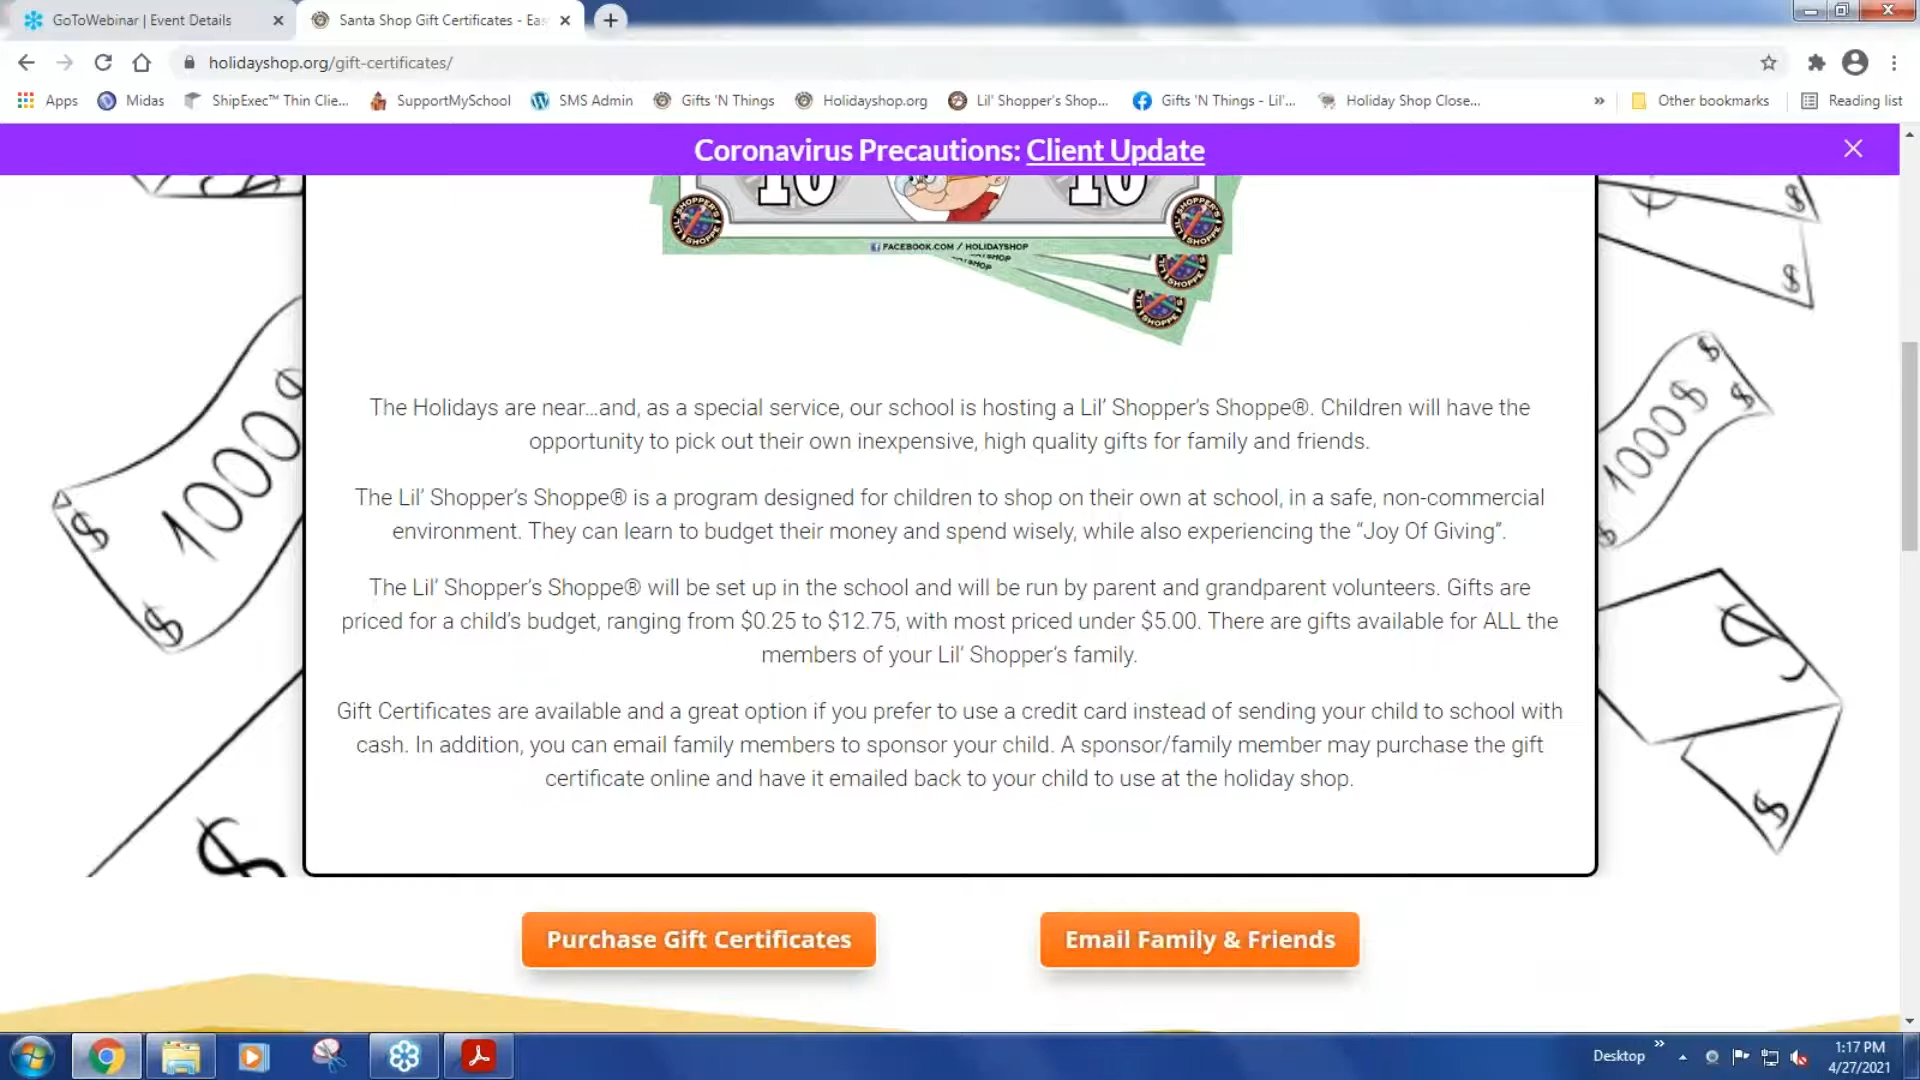 GoToWebinar | Event Details
Santa Shop Gift Certificates - Eas
holidayshop.org/gift-certificates/
Apps Midas ShipExec™ Thin Clie... SupportMySchool SMS Admin Gifts 'N Things Holidayshop.org Lil' Shopper's Shop... Gifts 'N Things - Lil'... Holiday Shop Close... » Other bookmarks Reading list
Coronavirus Precautions: Client Update
10 10
LIL' SHOPPER'S SHOPPE
LIL' SHOPPER'S SHOPPE
FACEBOOK.COM / HOLIDAYSHOP
1000
$
$
1000$
$
$
The Holidays are near…and, as a special service, our school is hosting a Lil’ Shopper’s Shoppe®. Children will have the
opportunity to pick out their own inexpensive, high quality gifts for family and friends.
The Lil’ Shopper’s Shoppe® is a program designed for children to shop on their own at school, in a safe, non-commercial
environment. They can learn to budget their money and spend wisely, while also experiencing the “Joy Of Giving”.
The Lil’ Shopper’s Shoppe® will be set up in the school and will be run by parent and grandparent volunteers. Gifts are
priced for a child’s budget, ranging from $0.25 to $12.75, with most priced under $5.00. There are gifts available for ALL the
members of your Lil’ Shopper’s family.
Gift Certificates are available and a great option if you prefer to use a credit card instead of sending your child to school with
cash. In addition, you can email family members to sponsor your child. A sponsor/family member may purchase the gift
certificate online and have it emailed back to your child to use at the holiday shop.
Purchase Gift Certificates
Email Family & Friends
Desktop »
1:17 PM
4/27/2021